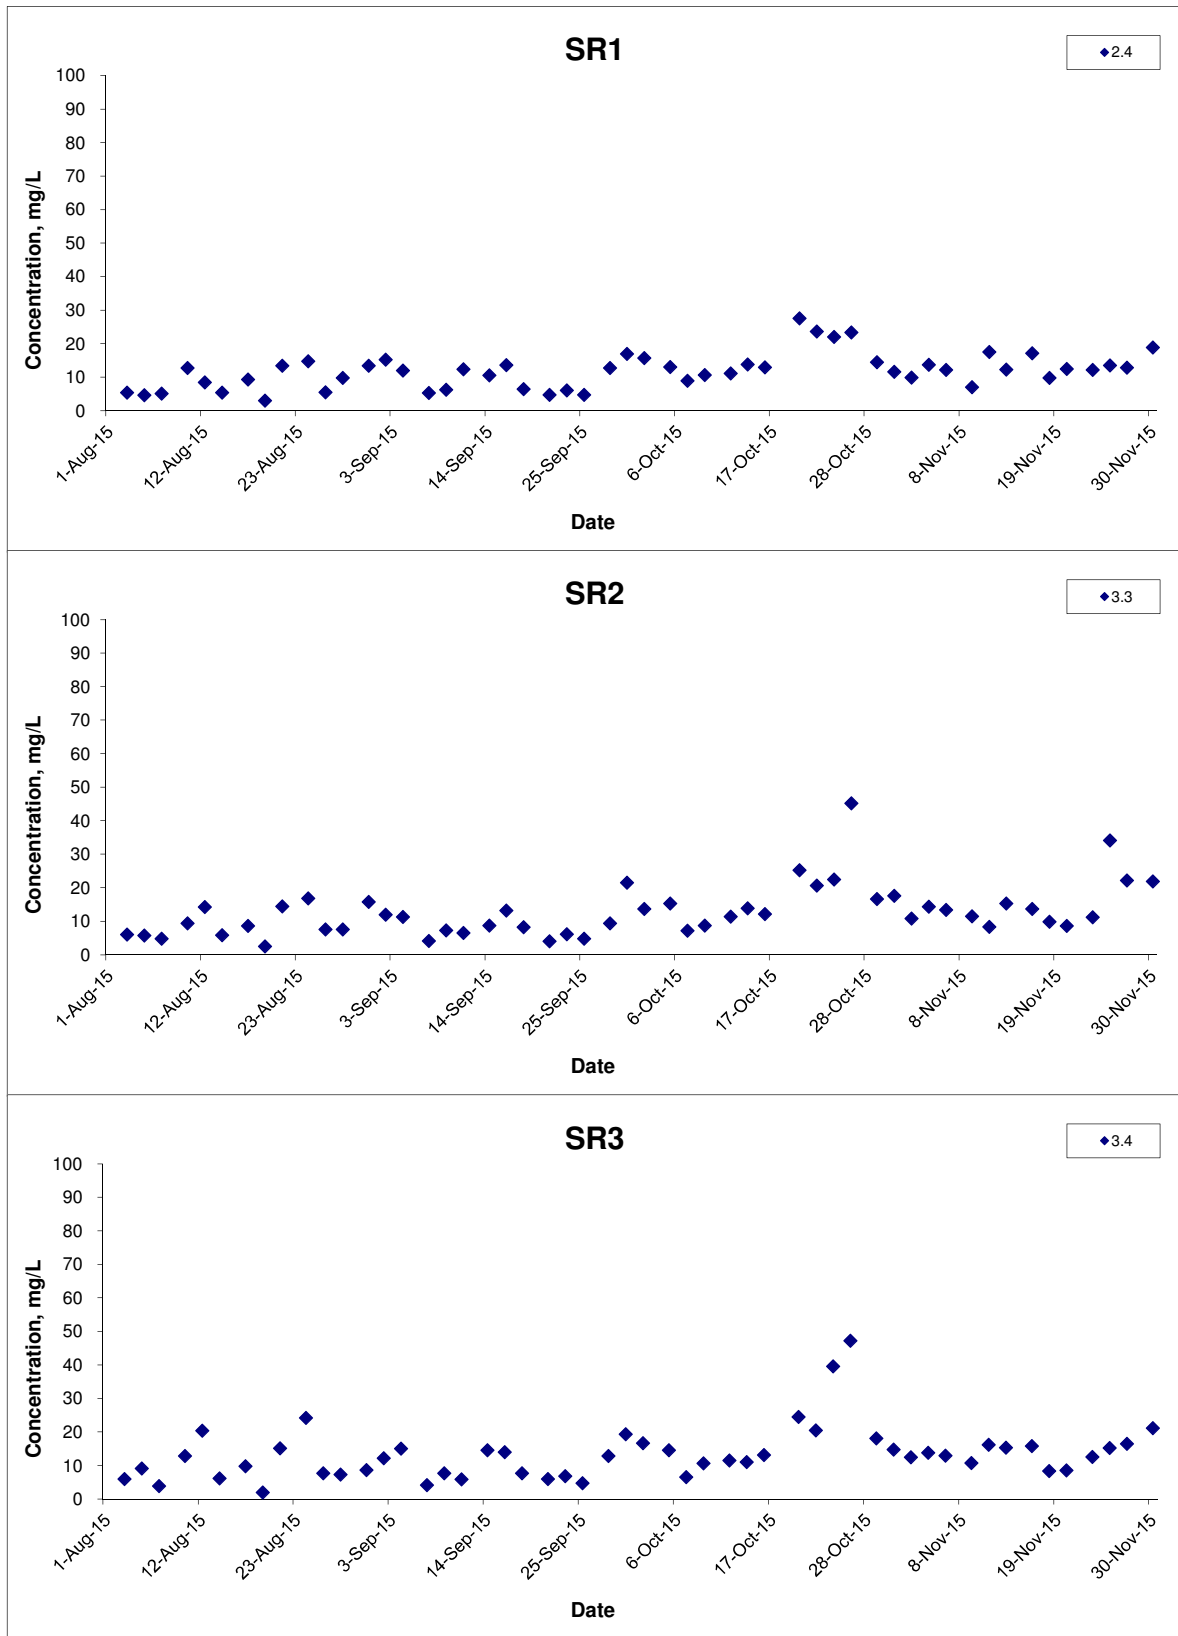 SR1
2.4
100
90
80
70
60
50
40
30
20
10
0
Concentration, mg/L
1-Aug-15
12-Aug-15
23-Aug-15
3-Sep-15
14-Sep-15
25-Sep-15
6-Oct-15
17-Oct-15
28-Oct-15
8-Nov-15
19-Nov-15
30-Nov-15
Date
SR2
3.3
100
90
80
70
60
50
40
30
20
10
0
Concentration, mg/L
1-Aug-15
12-Aug-15
23-Aug-15
3-Sep-15
14-Sep-15
25-Sep-15
6-Oct-15
17-Oct-15
28-Oct-15
8-Nov-15
19-Nov-15
30-Nov-15
Date
SR3
3.4
100
90
80
70
60
50
40
30
20
10
0
Concentration, mg/L
1-Aug-15
12-Aug-15
23-Aug-15
3-Sep-15
14-Sep-15
25-Sep-15
6-Oct-15
17-Oct-15
28-Oct-15
8-Nov-15
19-Nov-15
30-Nov-15
Date